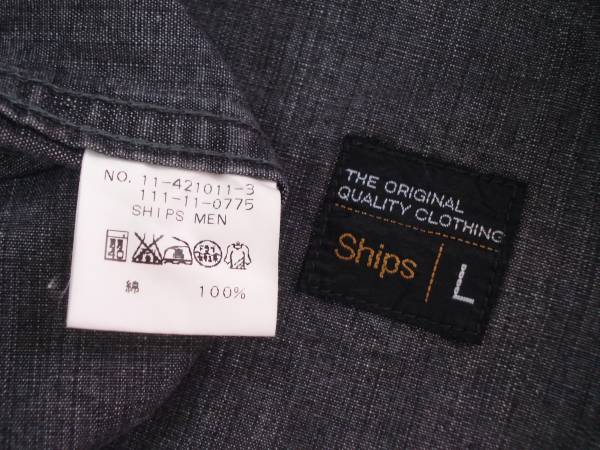 NO. 11-421011-3
111-11-0775
SHIPS MEN
綿 100%
THE ORIGINAL
QUALITY CLOTHING
Ships L